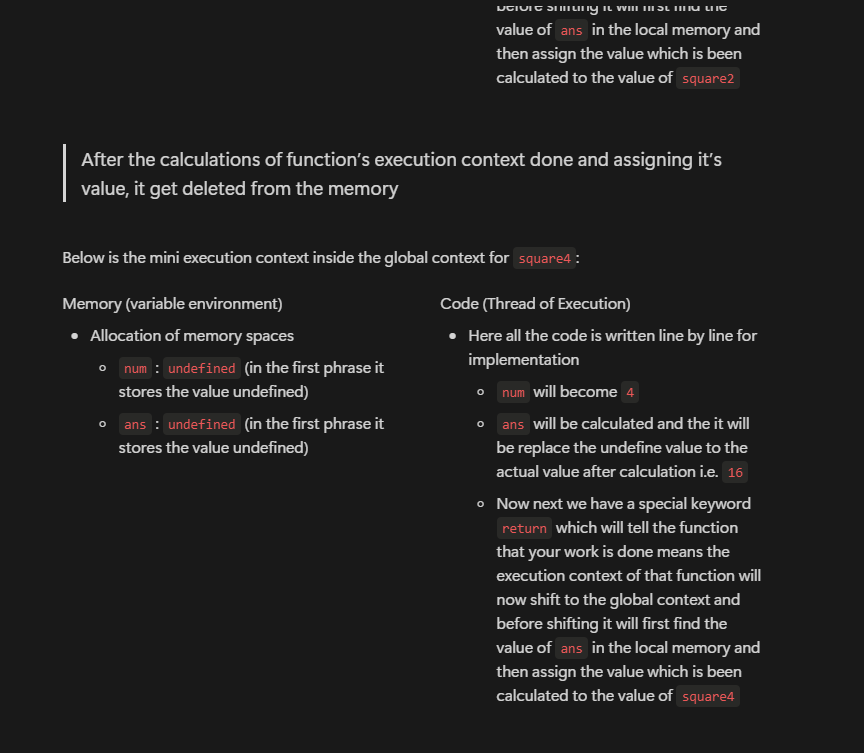 before shifting it will first find the
value of ans in the local memory and
then assign the value which is been
calculated to the value of square2
After the calculations of function’s execution context done and assigning it’s
value, it get deleted from the memory
Below is the mini execution context inside the global context for square4 :
Memory (variable environment)
• Allocation of memory spaces
◦ num : undefined (in the first phrase it
stores the value undefined)
◦ ans : undefined (in the first phrase it
stores the value undefined)
Code (Thread of Execution)
• Here all the code is written line by line for
implementation
◦ num will become 4
◦ ans will be calculated and the it will
be replace the undefine value to the
actual value after calculation i.e. 16
◦ Now next we have a special keyword
return which will tell the function
that your work is done means the
execution context of that function will
now shift to the global context and
before shifting it will first find the
value of ans in the local memory and
then assign the value which is been
calculated to the value of square4